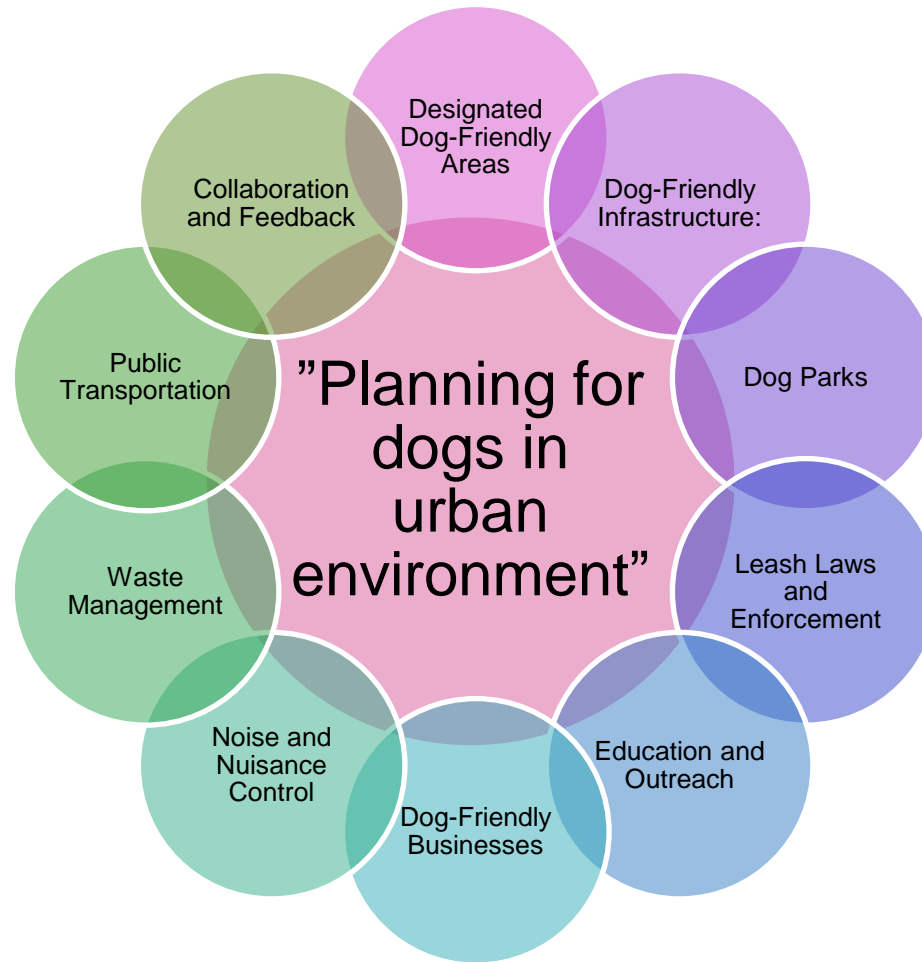 Designated
Dog-Friendly
Areas
Dog-Friendly
Infrastructure:
Dog Parks
Leash Laws
and
Enforcement
Education and
Outreach
Dog-Friendly
Businesses
Noise and
Nuisance
Control
Waste
Management
Public
Transportation
Collaboration
and Feedback
”Planning for
dogs in
urban
environment”